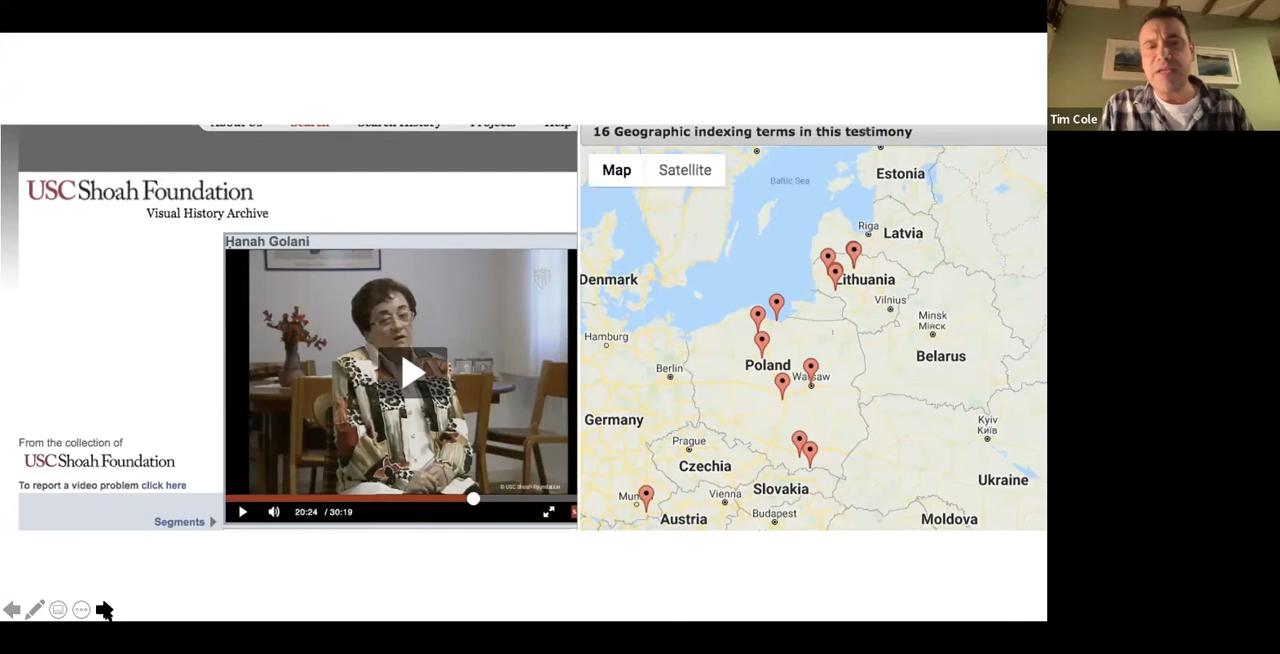 Tim Cole
About Us Search Search History Projects Help
USC Shoah Foundation
Visual History Archive
Hanah Golani
© USC Shoah Foundation
From the collection of
USC Shoah Foundation
To report a video problem click here
Segments
20:24 / 30:19
16 Geographic indexing terms in this testimony
Map
Satellite
Baltic Sea
Estonia
Riga
Latvia
Denmark
Lithuania
Vilnius
Minsk
Мінск
Hamburg
Belarus
Berlin
Poland
Warsaw
Germany
Kyiv
Київ
Prague
Czechia
Ukraine
Slovakia
Vienna
Mun
Budapest
Austria
Moldova